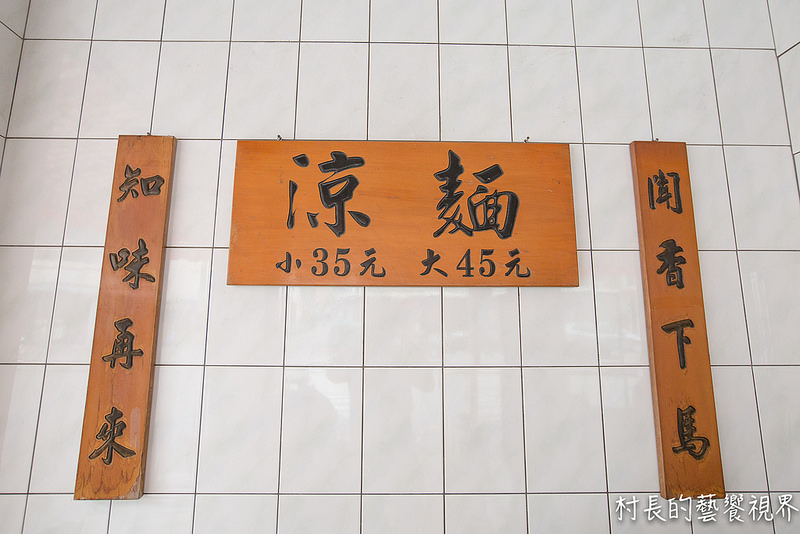 聞香下馬
涼麵
小35元 大45元
知味再來
村長的藝饗視界